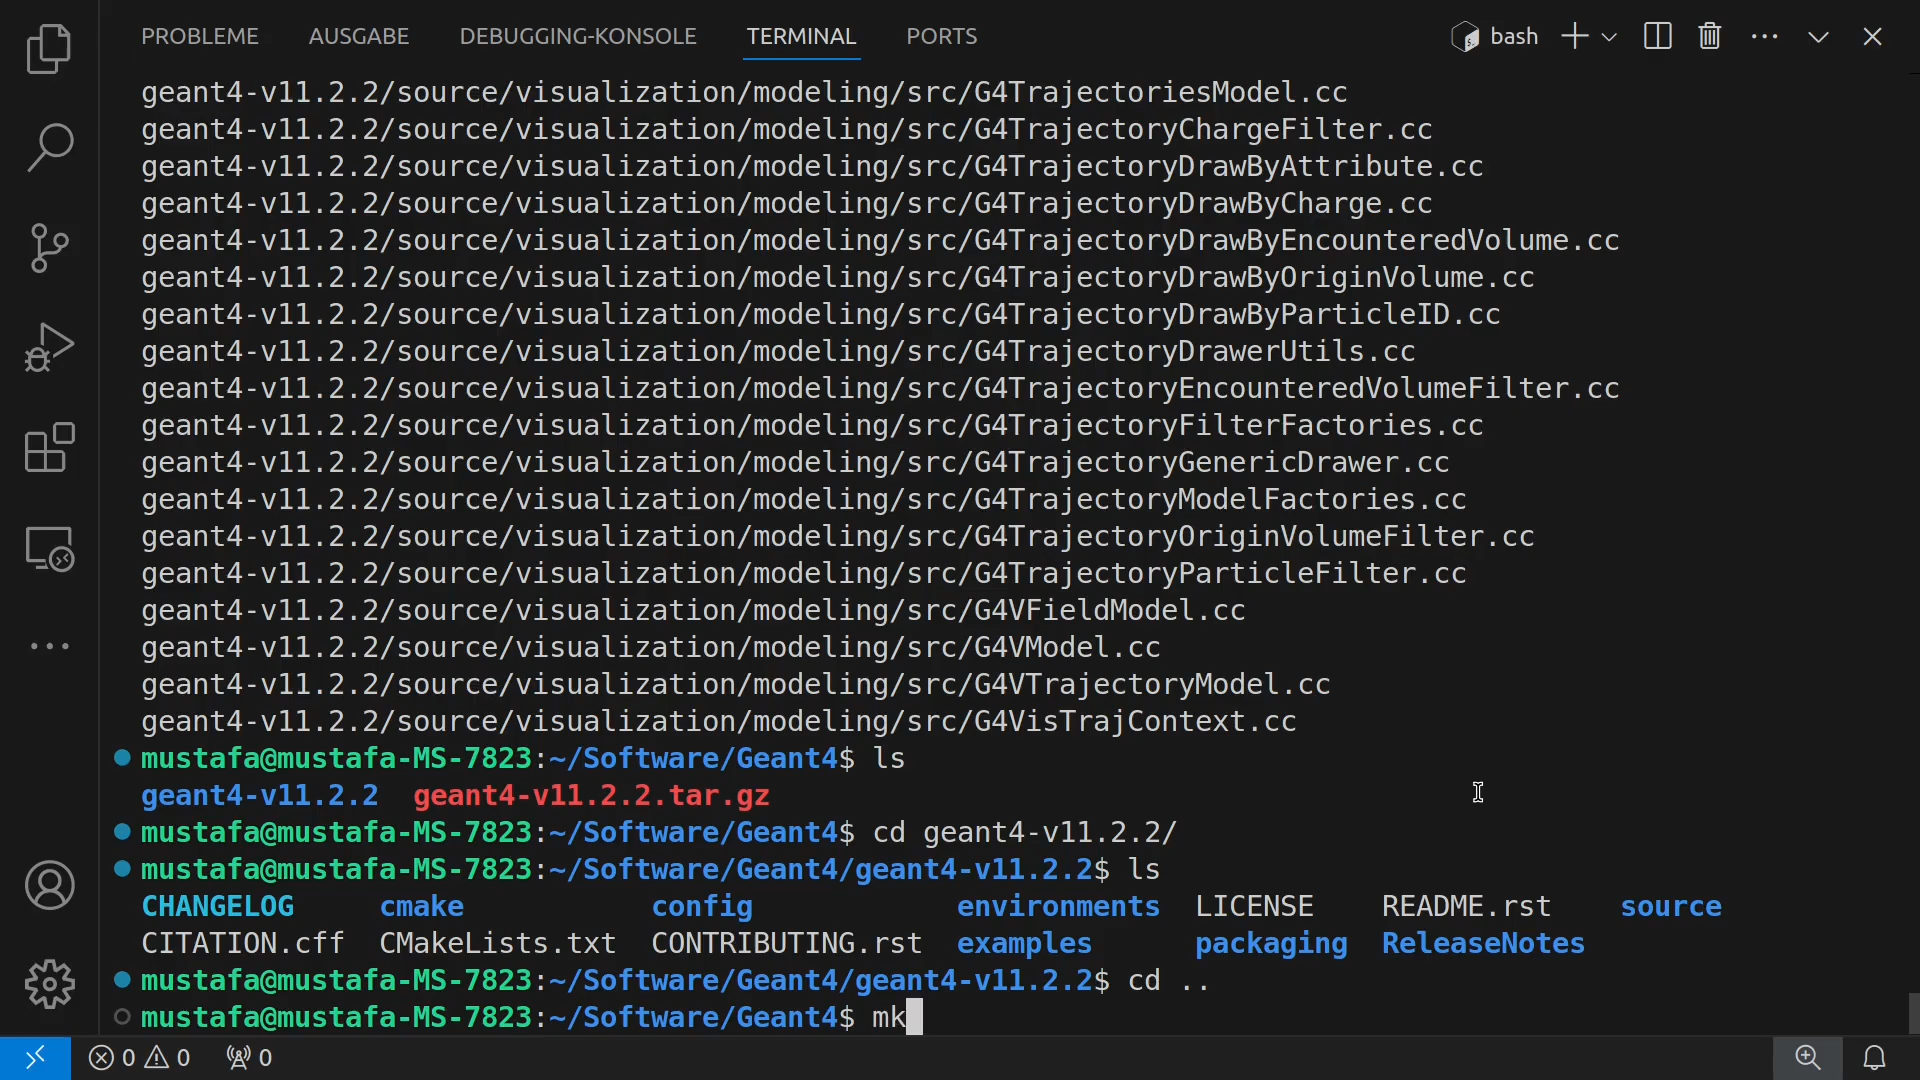 PROBLEME AUSGABE DEBUGGING-KONSOLE TERMINAL PORTS bash
geant4-v11.2.2/source/visualization/modeling/src/G4TrajectoriesModel.cc
geant4-v11.2.2/source/visualization/modeling/src/G4TrajectoryChargeFilter.cc
geant4-v11.2.2/source/visualization/modeling/src/G4TrajectoryDrawByAttribute.cc
geant4-v11.2.2/source/visualization/modeling/src/G4TrajectoryDrawByCharge.cc
geant4-v11.2.2/source/visualization/modeling/src/G4TrajectoryDrawByEncounteredVolume.cc
geant4-v11.2.2/source/visualization/modeling/src/G4TrajectoryDrawByOriginVolume.cc
geant4-v11.2.2/source/visualization/modeling/src/G4TrajectoryDrawByParticleID.cc
geant4-v11.2.2/source/visualization/modeling/src/G4TrajectoryDrawerUtils.cc
geant4-v11.2.2/source/visualization/modeling/src/G4TrajectoryEncounteredVolumeFilter.cc
geant4-v11.2.2/source/visualization/modeling/src/G4TrajectoryFilterFactories.cc
geant4-v11.2.2/source/visualization/modeling/src/G4TrajectoryGenericDrawer.cc
geant4-v11.2.2/source/visualization/modeling/src/G4TrajectoryModelFactories.cc
geant4-v11.2.2/source/visualization/modeling/src/G4TrajectoryOriginVolumeFilter.cc
geant4-v11.2.2/source/visualization/modeling/src/G4TrajectoryParticleFilter.cc
geant4-v11.2.2/source/visualization/modeling/src/G4VFieldModel.cc
geant4-v11.2.2/source/visualization/modeling/src/G4VModel.cc
geant4-v11.2.2/source/visualization/modeling/src/G4VTrajectoryModel.cc
geant4-v11.2.2/source/visualization/modeling/src/G4VisTrajContext.cc
mustafa@mustafa-MS-7823:~/Software/Geant4$ ls
geant4-v11.2.2 geant4-v11.2.2.tar.gz
mustafa@mustafa-MS-7823:~/Software/Geant4$ cd geant4-v11.2.2/
mustafa@mustafa-MS-7823:~/Software/Geant4/geant4-v11.2.2$ ls
CHANGELOG cmake config environments LICENSE README.rst source
CITATION.cff CMakeLists.txt CONTRIBUTING.rst examples packaging ReleaseNotes
mustafa@mustafa-MS-7823:~/Software/Geant4/geant4-v11.2.2$ cd ..
mustafa@mustafa-MS-7823:~/Software/Geant4$ mk
0 0 0